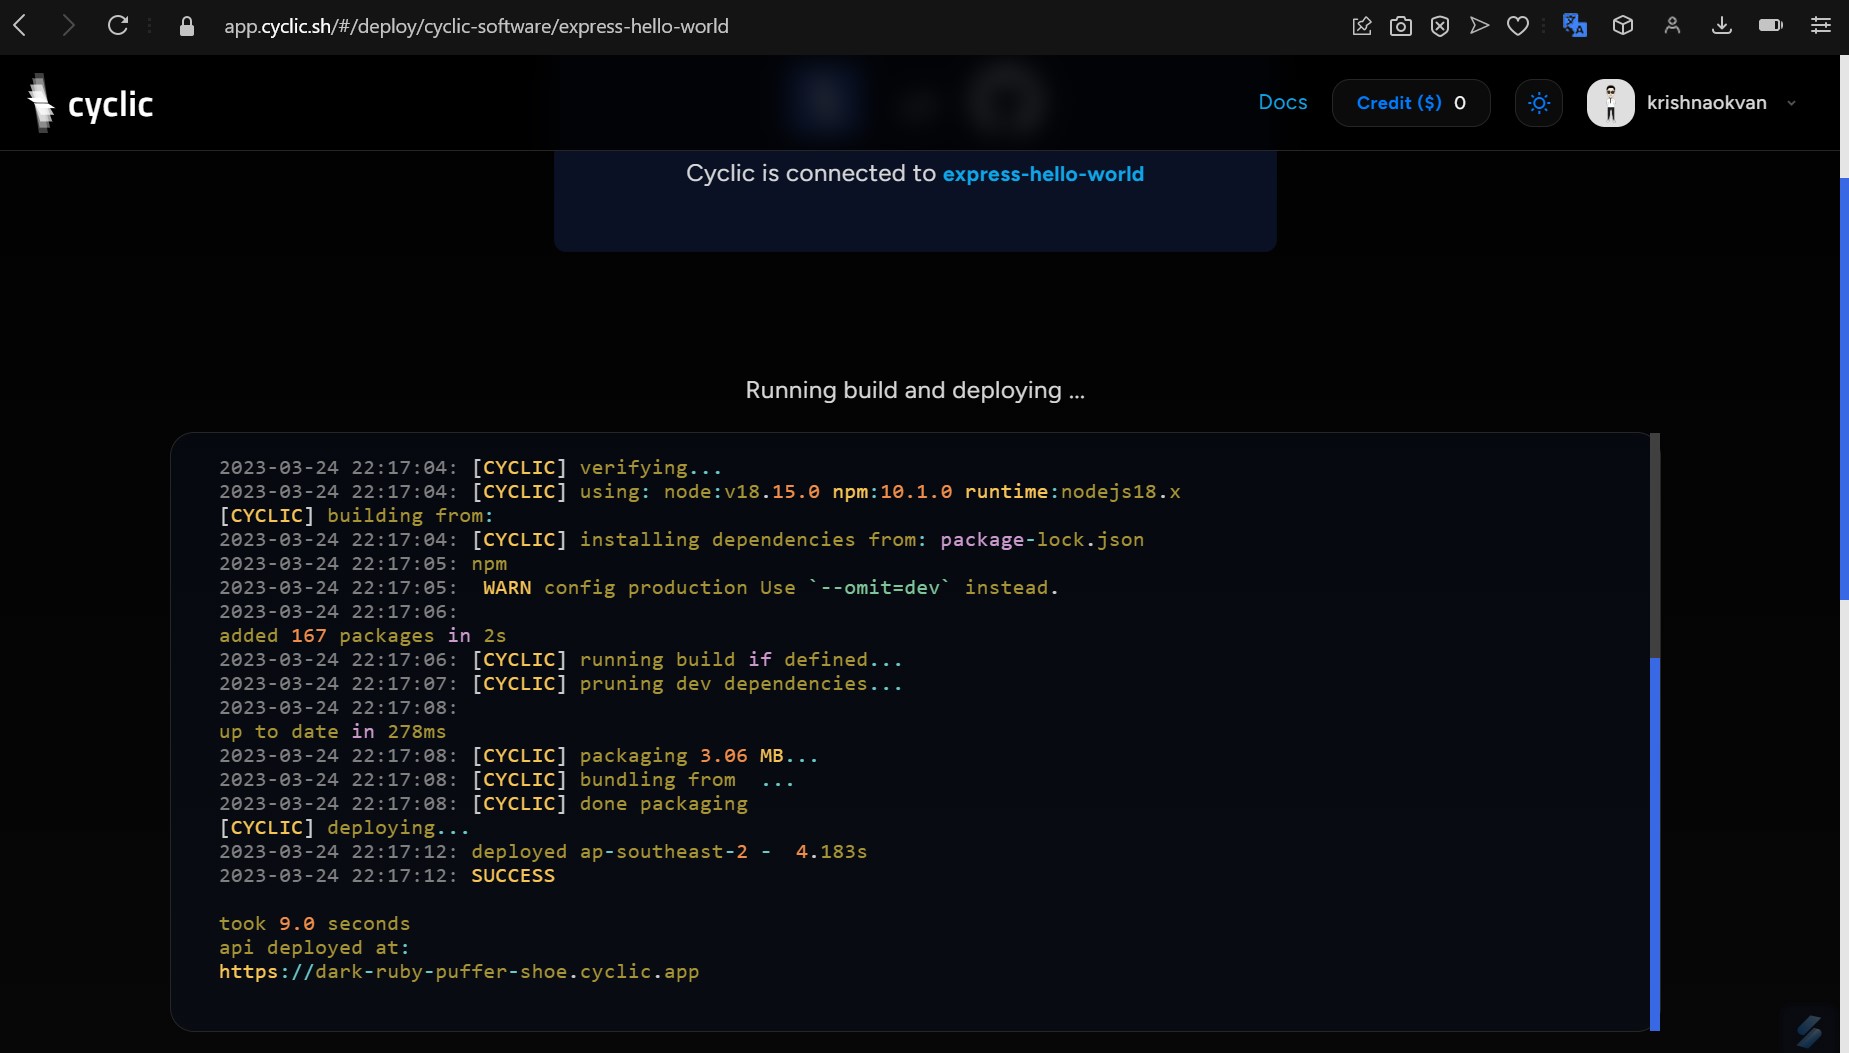 app.cyclic.sh/#/deploy/cyclic-software/express-hello-world
cyclic
Docs
Credit ($) 0
krishnaokvan
Cyclic is connected to express-hello-world
Running build and deploying ...
2023-03-24 22:17:04: [CYCLIC] verifying...
2023-03-24 22:17:04: [CYCLIC] using: node:v18.15.0 npm:10.1.0 runtime:nodejs18.x
[CYCLIC] building from:
2023-03-24 22:17:04: [CYCLIC] installing dependencies from: package-lock.json
2023-03-24 22:17:05: npm
2023-03-24 22:17:05:  WARN config production Use `--omit=dev` instead.
2023-03-24 22:17:06:
added 167 packages in 2s
2023-03-24 22:17:06: [CYCLIC] running build if defined...
2023-03-24 22:17:07: [CYCLIC] pruning dev dependencies...
2023-03-24 22:17:08:
up to date in 278ms
2023-03-24 22:17:08: [CYCLIC] packaging 3.06 MB...
2023-03-24 22:17:08: [CYCLIC] bundling from  ...
2023-03-24 22:17:08: [CYCLIC] done packaging
[CYCLIC] deploying...
2023-03-24 22:17:12: deployed ap-southeast-2 -  4.183s
2023-03-24 22:17:12: SUCCESS
took 9.0 seconds
api deployed at:
https://dark-ruby-puffer-shoe.cyclic.app